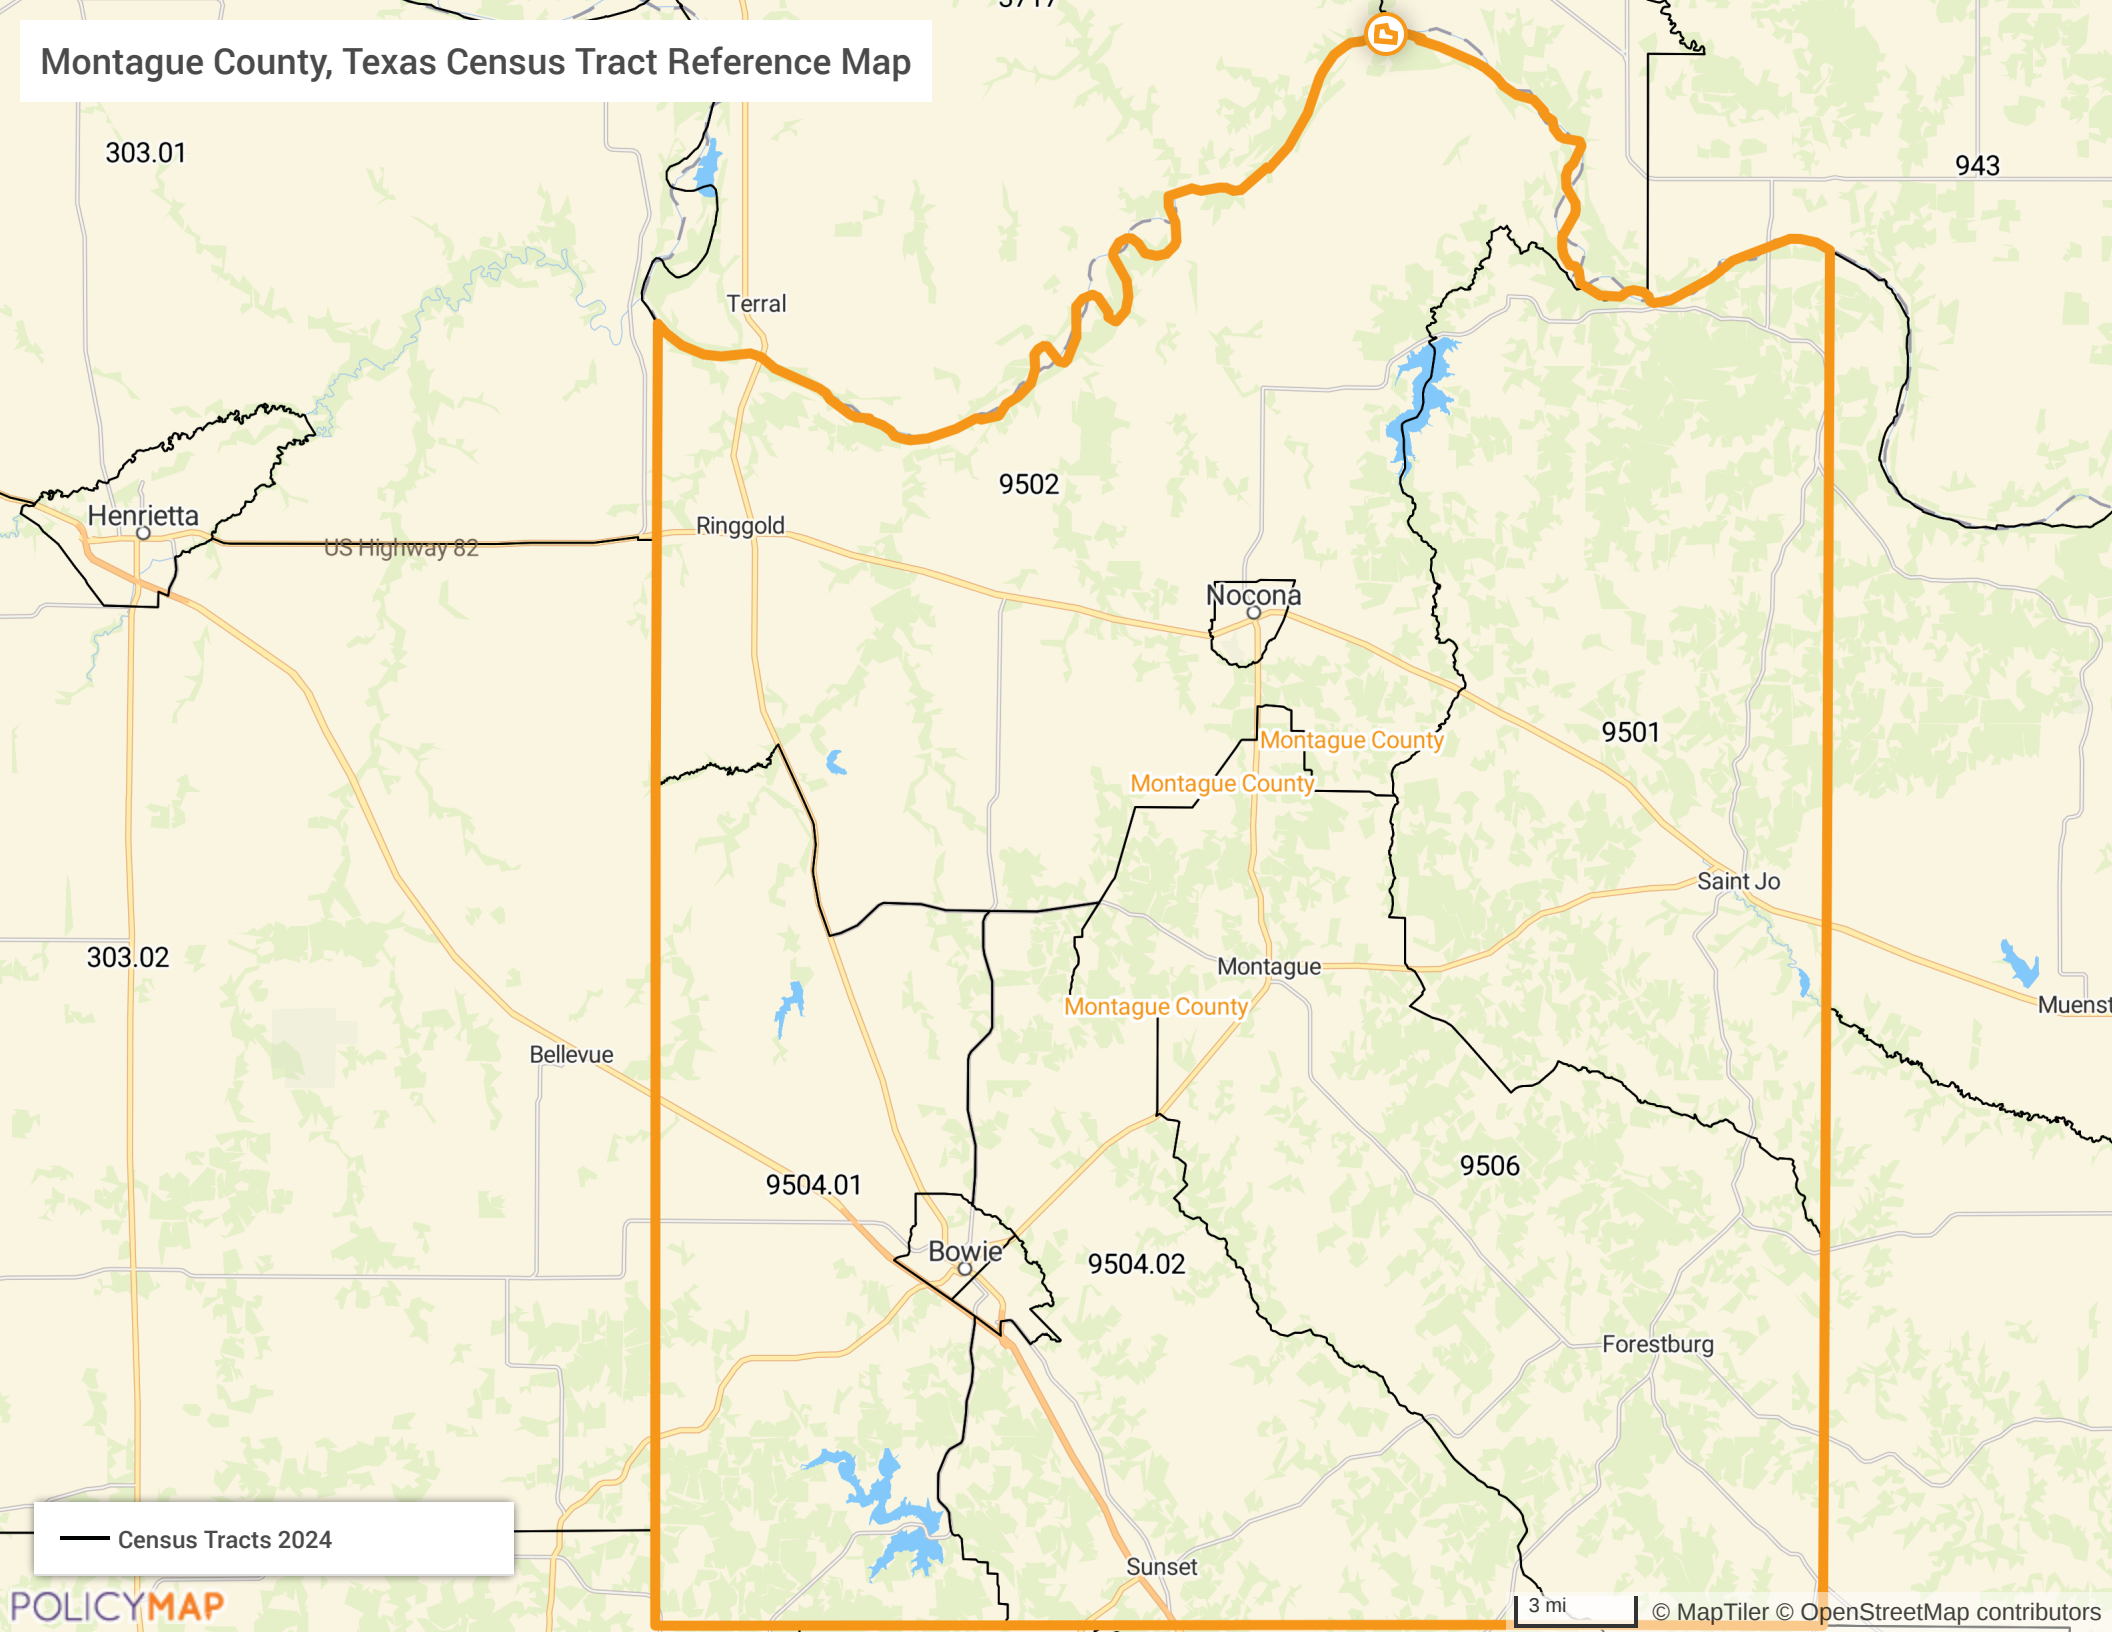 Montague County, Texas Census Tract Reference Map
303.01
943
Terral
9502
Henrietta
US Highway 82
Ringgold
Nocona
9501
Montague County
Montague County
Saint Jo
303.02
Montague
Montague County
Muenst
Bellevue
9504.01
9506
Bowie
9504.02
Forestburg
Census Tracts 2024
Sunset
POLICYMAP
3 mi
© MapTiler © OpenStreetMap contributors